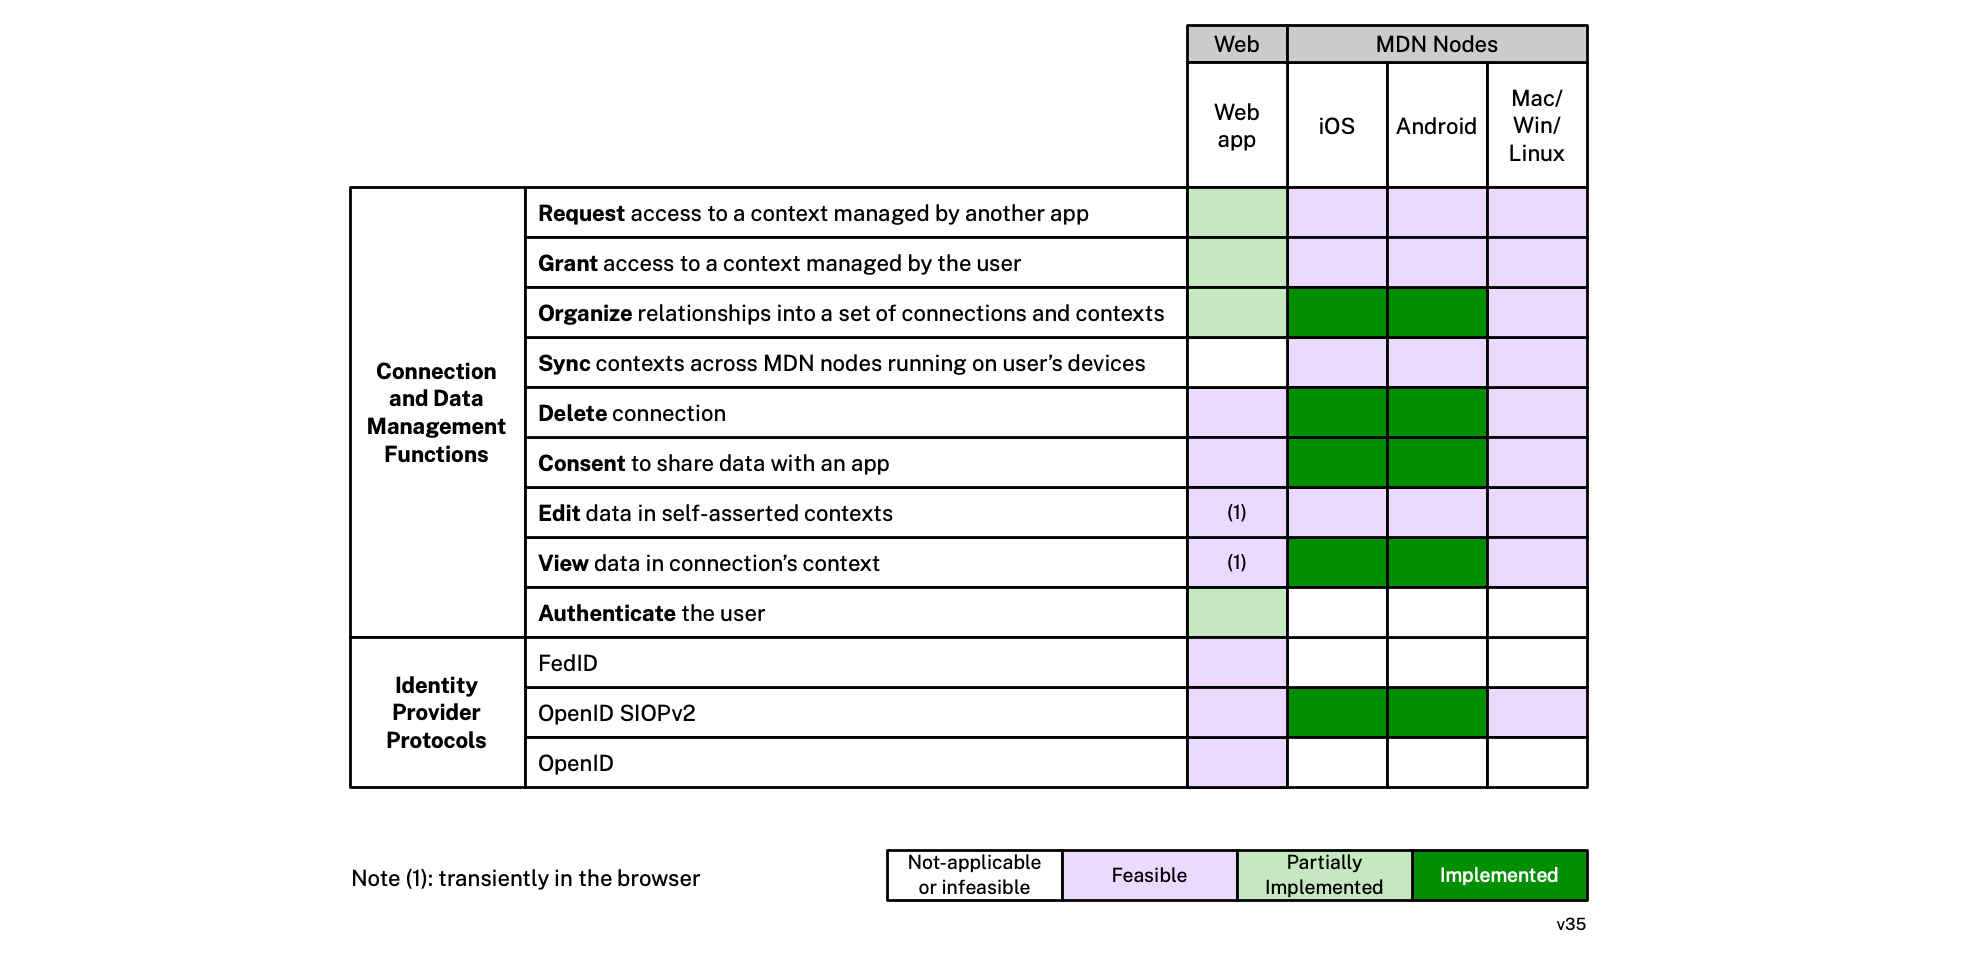 Web
MDN Nodes
Web
app
iOS
Android
Mac/
Win/
Linux
Connection
and Data
Management
Functions
Request access to a context managed by another app
Grant access to a context managed by the user
Organize relationships into a set of connections and contexts
Sync contexts across MDN nodes running on user’s devices
Delete connection
Consent to share data with an app
Edit data in self-asserted contexts
(1)
View data in connection’s context
(1)
Authenticate the user
Identity
Provider
Protocols
FedID
OpenID SIOPv2
OpenID
Note (1): transiently in the browser
Not-applicable
or infeasible
Feasible
Partially
Implemented
Implemented
v35